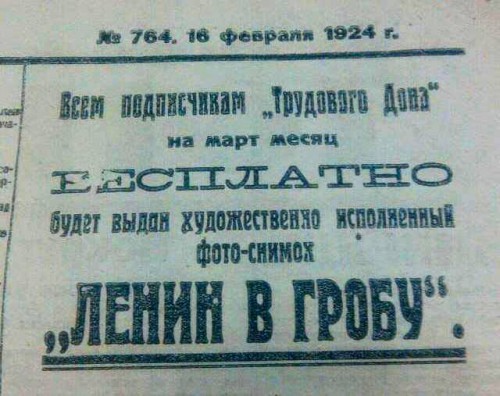 № 764. 16 февраля 1924 г.
Всем подписчикам „Трудового Дона“
на март месяц
БЕСПЛАТНО
будет выдан художественно исполненный
фото-снимок
„ЛЕНИН В ГРОБУ“.